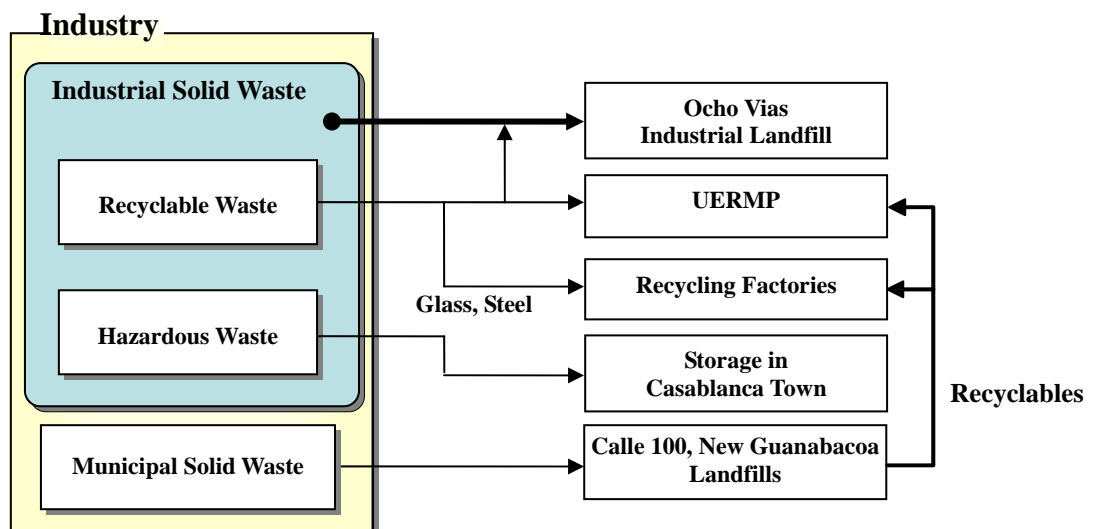 Industry
Industrial Solid Waste
Ocho Vias
Industrial Landfill
Recyclable Waste
UERMP
Recycling Factories
Glass, Steel
Hazardous Waste
Storage in
Casablanca Town
Recyclables
Municipal Solid Waste
Calle 100, New Guanabacoa
Landfills